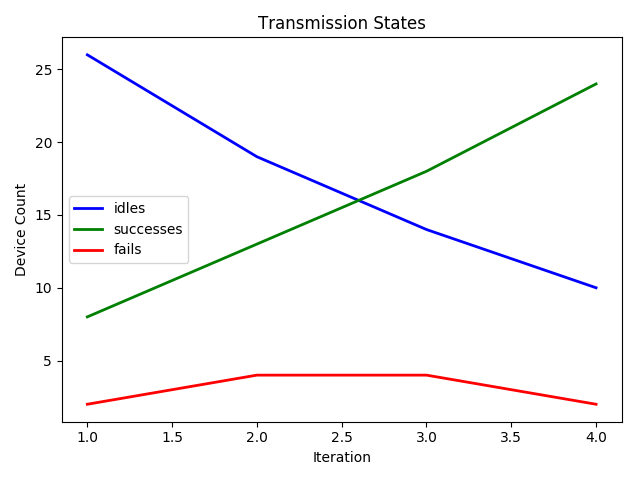 Transmission States
Device Count
25
20
15
10
5
idles
successes
fails
1.0 1.5 2.0 2.5 3.0 3.5 4.0
Iteration